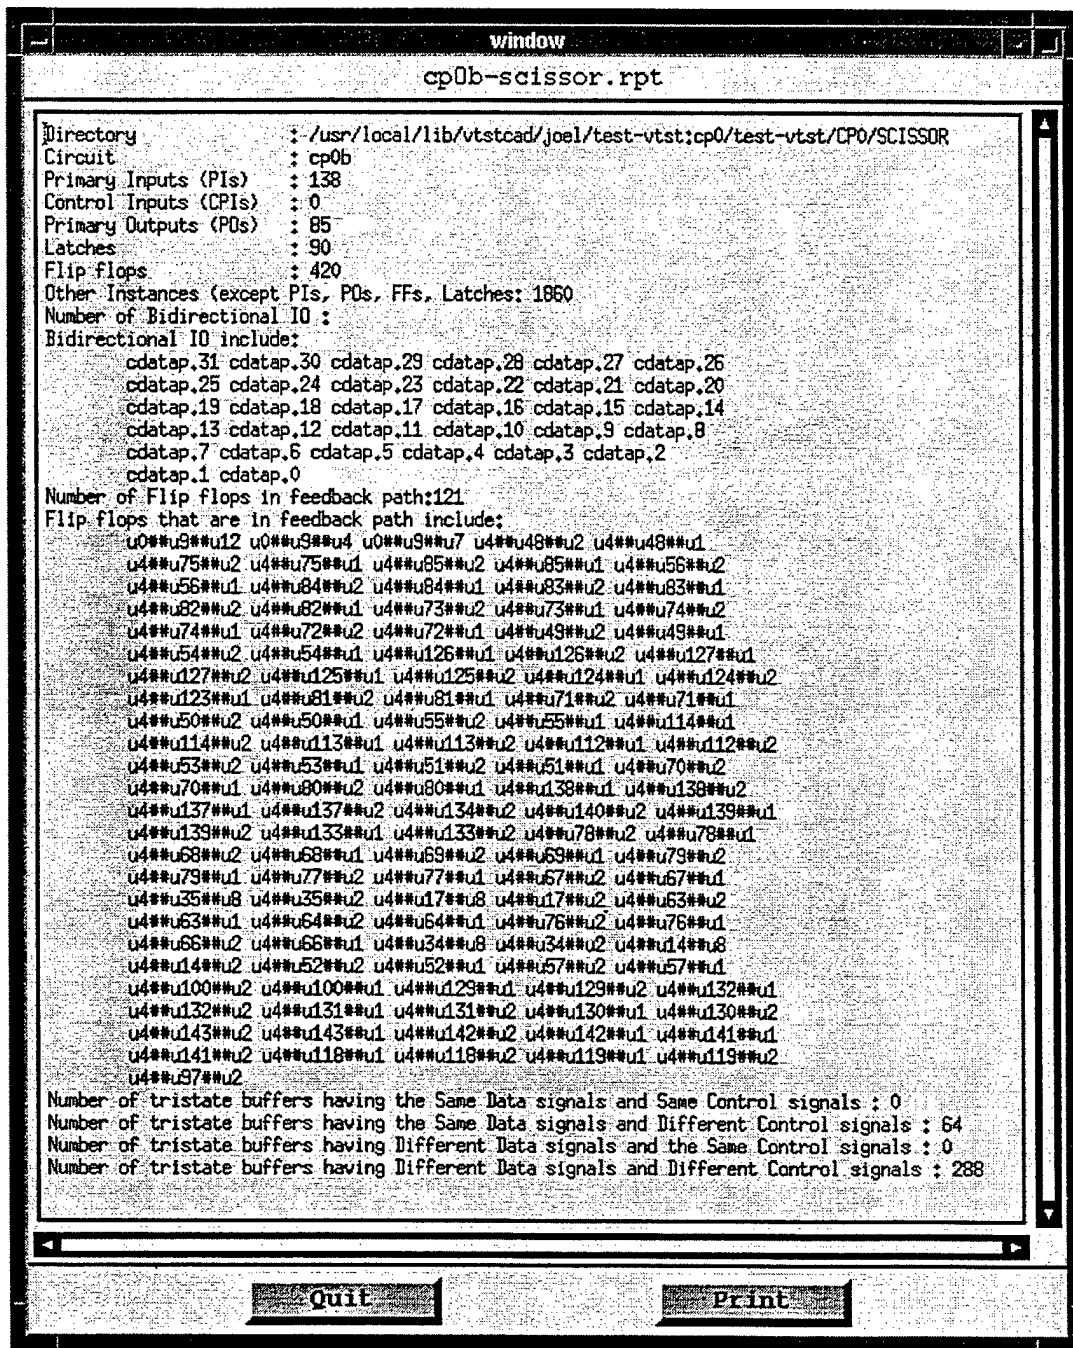 window
cp0b-scissor.rpt
Directory : /usr/local/lib/vtstcad/joel/test-vtst:cp0/test-vtst/CP0/SCISSOR
Circuit : cp0b
Primary Inputs (PIs) : 138
Control Inputs (CPIs) : 0
Primary Outputs (POs) : 85
Latches : 90
Flip flops : 420
Other Instances (except PIs, POs, FFs, Latches: 1860
Number of Bidirectional IO :
Bidirectional IO include:
cdatap.31 cdatap.30 cdatap.29 cdatap.28 cdatap.27 cdatap.26
cdatap.25 cdatap.24 cdatap.23 cdatap.22 cdatap.21 cdatap.20
cdatap.19 cdatap.18 cdatap.17 cdatap.16 cdatap.15 cdatap.14
cdatap.13 cdatap.12 cdatap.11 cdatap.10 cdatap.9 cdatap.8
cdatap.7 cdatap.6 cdatap.5 cdatap.4 cdatap.3 cdatap.2
cdatap.1 cdatap.0
Number of Flip flops in feedback path:121
Flip flops that are in feedback path include:
u0##u9##u12 u0##u9##u4 u0##u9##u7 u4##u48##u2 u4##u48##u1
u4##u75##u2 u4##u75##u1 u4##u85##u2 u4##u85##u1 u4##u56##u2
u4##u56##u1 u4##u84##u2 u4##u84##u1 u4##u83##u2 u4##u83##u1
u4##u82##u2 u4##u82##u1 u4##u73##u2 u4##u73##u1 u4##u74##u2
u4##u74##u1 u4##u72##u2 u4##u72##u1 u4##u49##u2 u4##u49##u1
u4##u54##u2 u4##u54##u1 u4##u126##u1 u4##u126##u2 u4##u127##u1
u4##u127##u2 u4##u125##u1 u4##u125##u2 u4##u124##u1 u4##u124##u2
u4##u123##u1 u4##u81##u2 u4##u81##u1 u4##u71##u2 u4##u71##u1
u4##u50##u2 u4##u50##u1 u4##u55##u2 u4##u55##u1 u4##u114##u1
u4##u114##u2 u4##u113##u1 u4##u113##u2 u4##u112##u1 u4##u112##u2
u4##u53##u2 u4##u53##u1 u4##u51##u2 u4##u51##u1 u4##u70##u2
u4##u70##u1 u4##u80##u2 u4##u80##u1 u4##u138##u1 u4##u138##u2
u4##u137##u1 u4##u137##u2 u4##u134##u2 u4##u140##u2 u4##u139##u1
u4##u139##u2 u4##u133##u1 u4##u133##u2 u4##u78##u2 u4##u78##u1
u4##u68##u2 u4##u68##u1 u4##u69##u2 u4##u69##u1 u4##u79##u2
u4##u79##u1 u4##u77##u2 u4##u77##u1 u4##u67##u2 u4##u67##u1
u4##u35##u8 u4##u35##u2 u4##u17##u8 u4##u17##u2 u4##u63##u2
u4##u63##u1 u4##u64##u2 u4##u64##u1 u4##u76##u2 u4##u76##u1
u4##u66##u2 u4##u66##u1 u4##u34##u8 u4##u34##u2 u4##u14##u8
u4##u14##u2 u4##u52##u2 u4##u52##u1 u4##u57##u2 u4##u57##u1
u4##u100##u2 u4##u100##u1 u4##u129##u1 u4##u129##u2 u4##u132##u1
u4##u132##u2 u4##u131##u1 u4##u131##u2 u4##u130##u1 u4##u130##u2
u4##u143##u2 u4##u143##u1 u4##u142##u2 u4##u142##u1 u4##u141##u1
u4##u141##u2 u4##u118##u1 u4##u118##u2 u4##u119##u1 u4##u119##u2
u4##u97##u2
Number of tristate buffers having the Same Data signals and Same Control signals : 0
Number of tristate buffers having the Same Data signals and Different Control signals : 64
Number of tristate buffers having Different Data signals and the Same Control signals : 0
Number of tristate buffers having Different Data signals and Different Control signals : 288
Quit Print